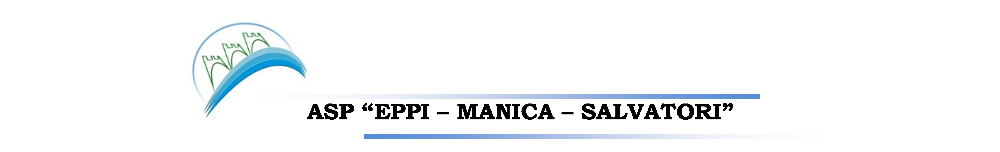 ASP “EPPI – MANICA – SALVATORI”